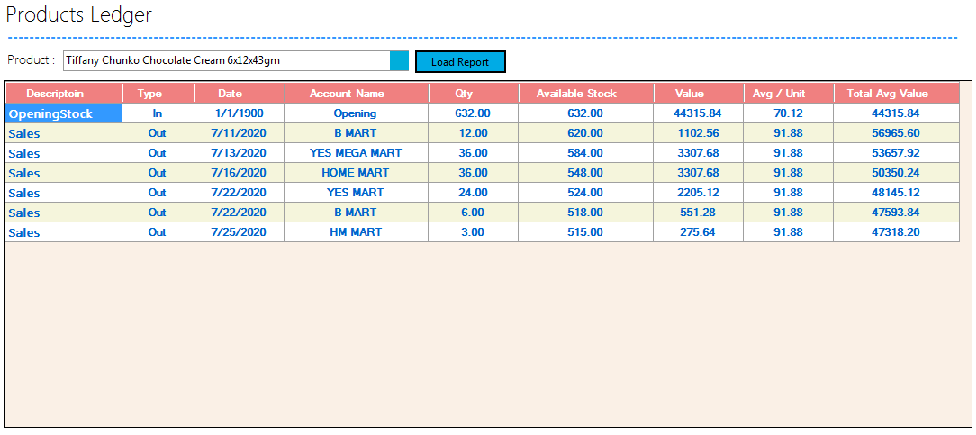 Products Ledger
Product : Tiffany Chunko Chocolate Cream 6x12x43gm Load Report
Descriptoin Type Date Account Name Qty Available Stock Value Avg / Unit Total Avg Value
OpeningStock In 1/1/1900 Opening 632.00 632.00 44315.84 70.12 44315.84
Sales Out 7/11/2020 B MART 12.00 620.00 1102.56 91.88 56965.60
Sales Out 7/13/2020 YES MEGA MART 36.00 584.00 3307.68 91.88 53657.92
Sales Out 7/16/2020 HOME MART 36.00 548.00 3307.68 91.88 50350.24
Sales Out 7/22/2020 YES MART 24.00 524.00 2205.12 91.88 48145.12
Sales Out 7/22/2020 B MART 6.00 518.00 551.28 91.88 47593.84
Sales Out 7/25/2020 HM MART 3.00 515.00 275.64 91.88 47318.20